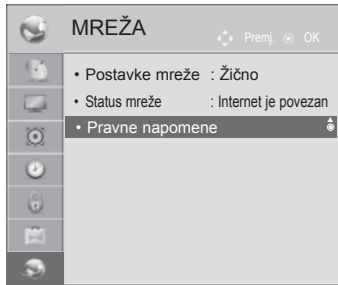 MREŽA
Premj. OK
• Postavke mreže : Žično
• Status mreže : Internet je povezan
• Pravne napomene